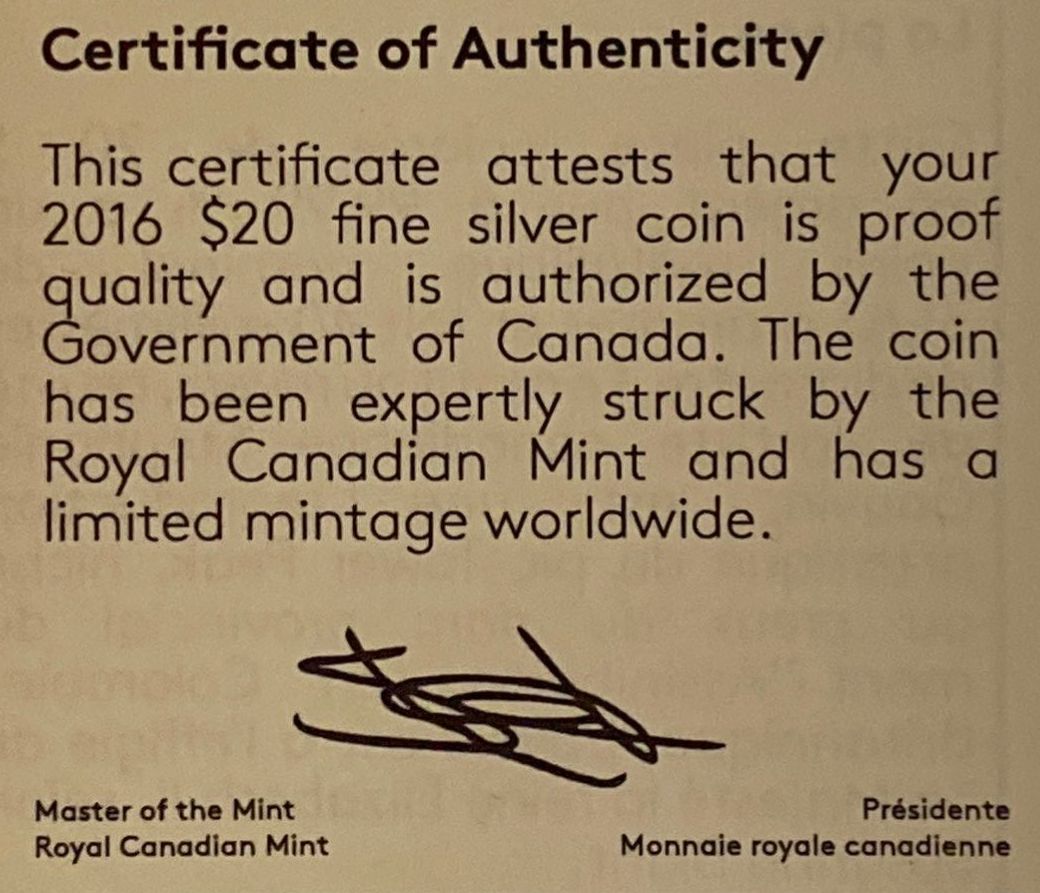 Certificate of Authenticity
This certificate attests that your
2016 $20 fine silver coin is proof
quality and is authorized by the
Government of Canada. The coin
has been expertly struck by the
Royal Canadian Mint and has a
limited mintage worldwide.
Master of the Mint
Royal Canadian Mint
Présidente
Monnaie royale canadienne